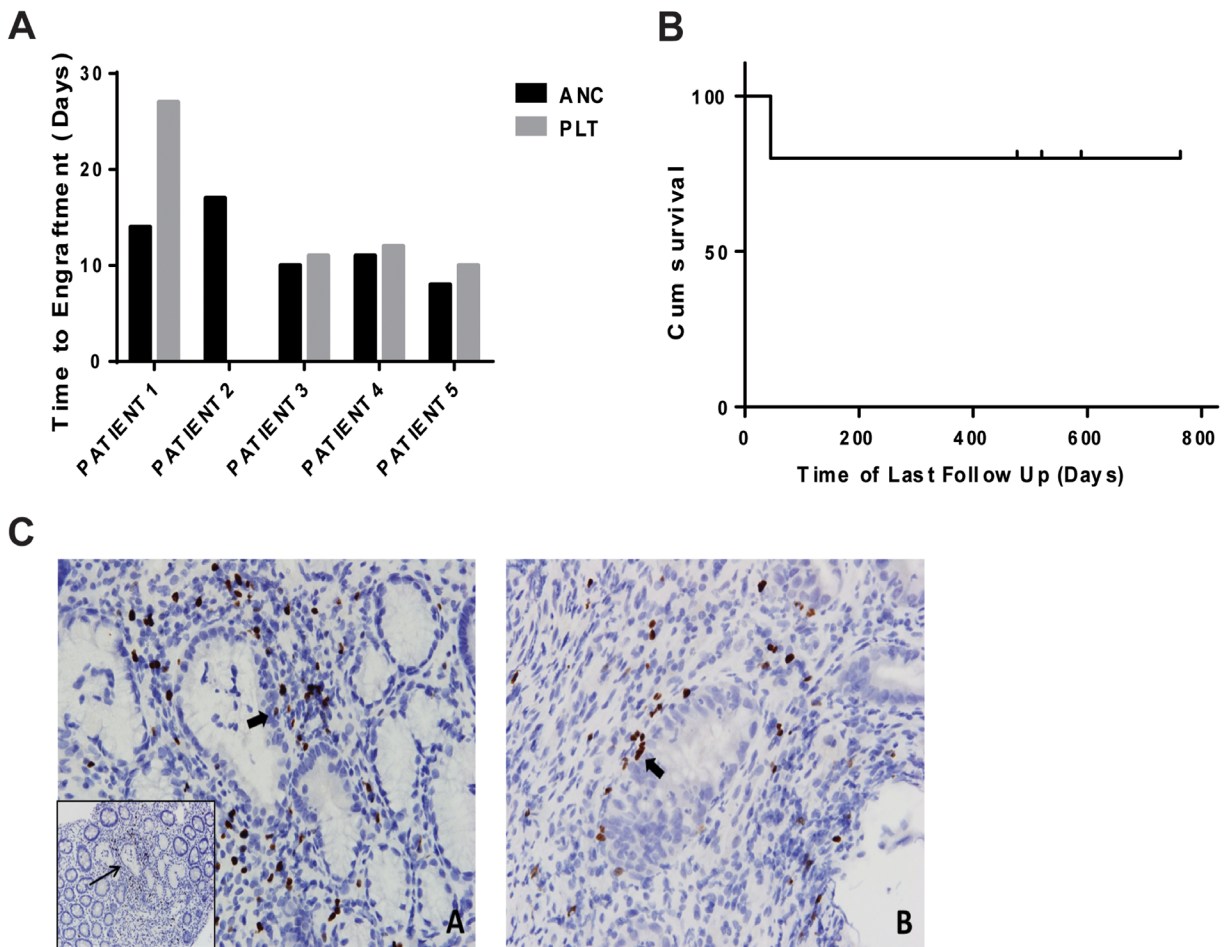 A
Time to Engraftment (Days)
30
20
10
0
PATIENT 1
PATIENT 2
PATIENT 3
PATIENT 4
PATIENT 5
ANC
PLT
B
Cum survival
100
50
0
0 200 400 600 800
Time of Last Follow Up (Days)
C
A
B